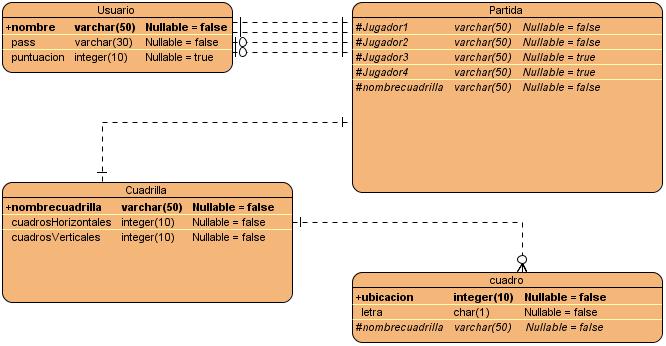 Usuario
+nombre varchar(50) Nullable = false
pass varchar(30) Nullable = false
puntuacion integer(10) Nullable = true
Partida
#Jugador1 varchar(50) Nullable = false
#Jugador2 varchar(50) Nullable = false
#Jugador3 varchar(50) Nullable = true
#Jugador4 varchar(50) Nullable = true
#nombrecuadrilla varchar(50) Nullable = false
Cuadrilla
+nombrecuadrilla varchar(50) Nullable = false
cuadrosHorizontales integer(10) Nullable = false
cuadrosVerticales integer(10) Nullable = false
cuadro
+ubicacion integer(10) Nullable = false
letra char(1) Nullable = false
#nombrecuadrilla varchar(50) Nullable = false